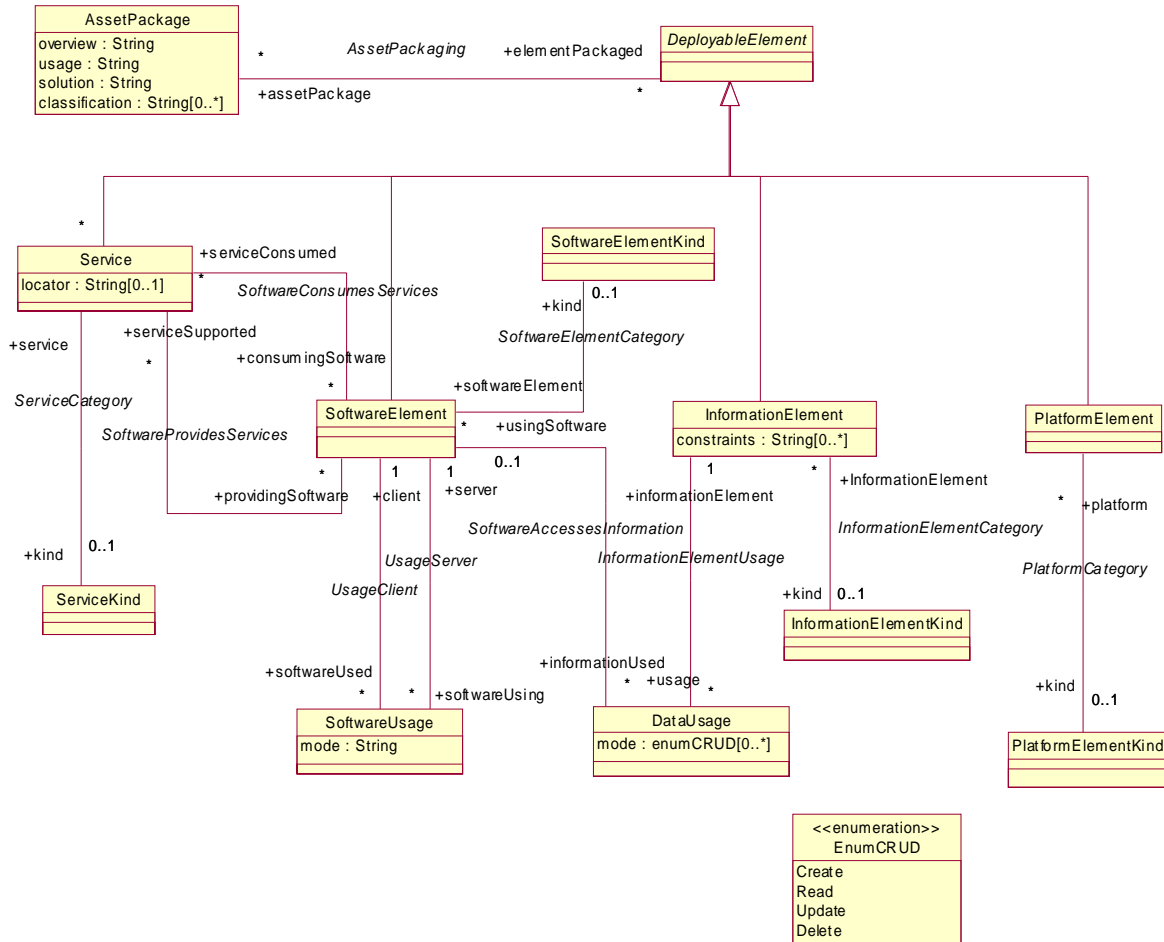 AssetPackage
overview : String
usage : String
solution : String
classification : String[0..*]
*
AssetPackaging
+elementPackaged
+assetPackage
*
DeployableElement
*
Service
locator : String[0..1]
+serviceConsumed
*
SoftwareConsumesServices
SoftwareElementKind
0..1
+kind
SoftwareElementCategory
+service
+serviceSupported
*
+consumingSoftware
*
+softwareElement
ServiceCategory
SoftwareProvidesServices
SoftwareElement
*
+usingSoftware
0..1
InformationElement
constraints : String[0..*]
PlatformElement
*
+providingSoftware
1
+client
1
+server
1
+informationElement
*
+InformationElement
*
+platform
SoftwareAccessesInformation
InformationElementCategory
UsageServer
InformationElementUsage
PlatformCategory
UsageClient
+kind
0..1
ServiceKind
+kind
0..1
InformationElementKind
+softwareUsed
*
*
+softwareUsing
+informationUsed
*
+usage
*
+kind
0..1
SoftwareUsage
mode : String
DataUsage
mode : enumCRUD[0..*]
PlatformElementKind
<<enumeration>>
EnumCRUD
Create
Read
Update
Delete